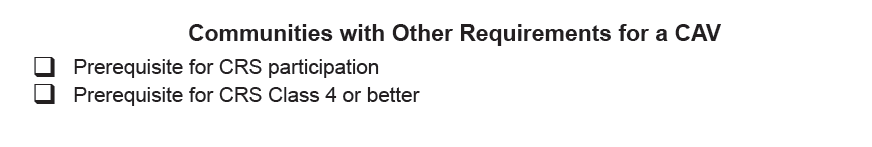 Communities with Other Requirements for a CAV
❑ Prerequisite for CRS participation
❑ Prerequisite for CRS Class 4 or better